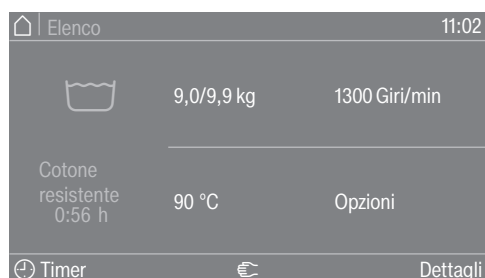 Elenco 11:02
9,0/9,9 kg 1300 Giri/min
Cotone
resistente
0:56 h
90 °C Opzioni
Timer Dettagli